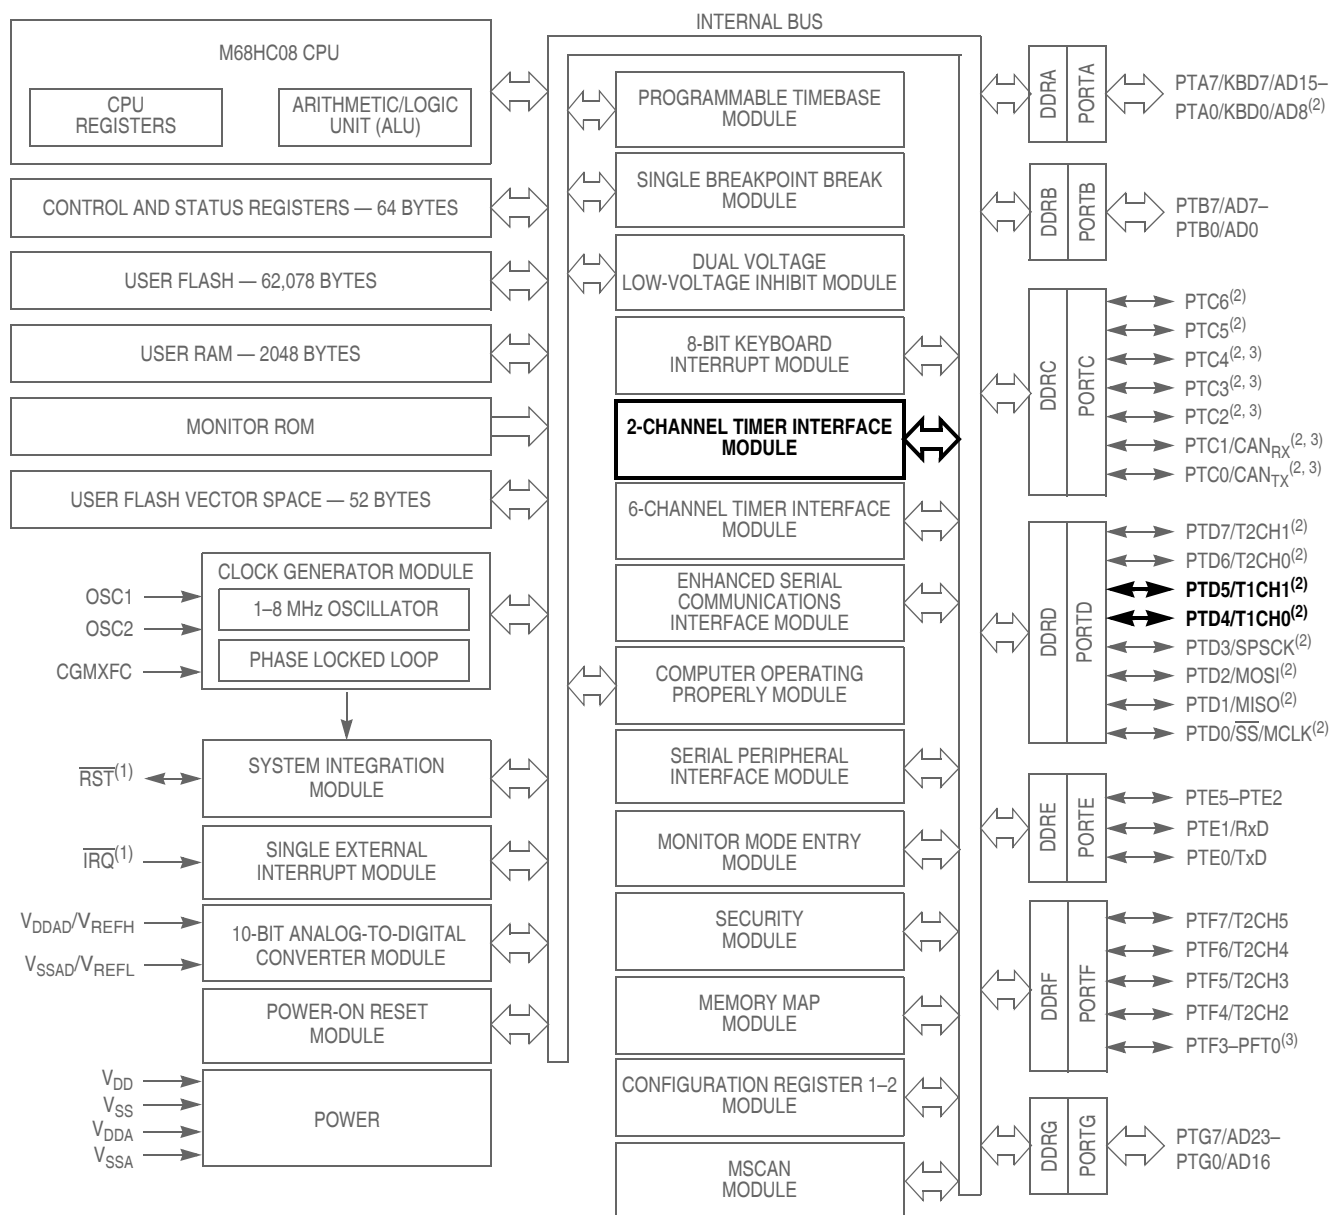 INTERNAL BUS
M68HC08 CPU
CPU
REGISTERS
ARITHMETIC/LOGIC
UNIT (ALU)
CONTROL AND STATUS REGISTERS — 64 BYTES
USER FLASH — 62,078 BYTES
USER RAM — 2048 BYTES
MONITOR ROM
USER FLASH VECTOR SPACE — 52 BYTES
CLOCK GENERATOR MODULE
1–8 MHz OSCILLATOR
PHASE LOCKED LOOP
OSC1
OSC2
CGMXFC
SYSTEM INTEGRATION
MODULE
RST(1)
SINGLE EXTERNAL
INTERRUPT MODULE
IRQ(1)
10-BIT ANALOG-TO-DIGITAL
CONVERTER MODULE
VDDAD/VREFH
VSSAD/VREFL
POWER-ON RESET
MODULE
POWER
VDD
VSS
VDDA
VSSA
PROGRAMMABLE TIMEBASE
MODULE
SINGLE BREAKPOINT BREAK
MODULE
DUAL VOLTAGE
LOW-VOLTAGE INHIBIT MODULE
8-BIT KEYBOARD
INTERRUPT MODULE
2-CHANNEL TIMER INTERFACE
MODULE
6-CHANNEL TIMER INTERFACE
MODULE
ENHANCED SERIAL
COMMUNICATIONS
INTERFACE MODULE
COMPUTER OPERATING
PROPERLY MODULE
SERIAL PERIPHERAL
INTERFACE MODULE
MONITOR MODE ENTRY
MODULE
SECURITY
MODULE
MEMORY MAP
MODULE
CONFIGURATION REGISTER 1–2
MODULE
MSCAN
MODULE
DDRA
PORTA
PTA7/KBD7/AD15–
PTA0/KBD0/AD8(2)
DDRB
PORTB
PTB7/AD7–
PTB0/AD0
DDRC
PORTC
PTC6(2)
PTC5(2)
PTC4(2, 3)
PTC3(2, 3)
PTC2(2, 3)
PTC1/CANRX(2, 3)
PTC0/CANTX(2, 3)
DDRD
PORTD
PTD7/T2CH1(2)
PTD6/T2CH0(2)
PTD5/T1CH1(2)
PTD4/T1CH0(2)
PTD3/SPSCK(2)
PTD2/MOSI(2)
PTD1/MISO(2)
PTD0/SS/MCLK(2)
DDRE
PORTE
PTE5–PTE2
PTE1/RxD
PTE0/TxD
DDRF
PORTF
PTF7/T2CH5
PTF6/T2CH4
PTF5/T2CH3
PTF4/T2CH2
PTF3–PFT0(3)
DDRG
PORTG
PTG7/AD23–
PTG0/AD16